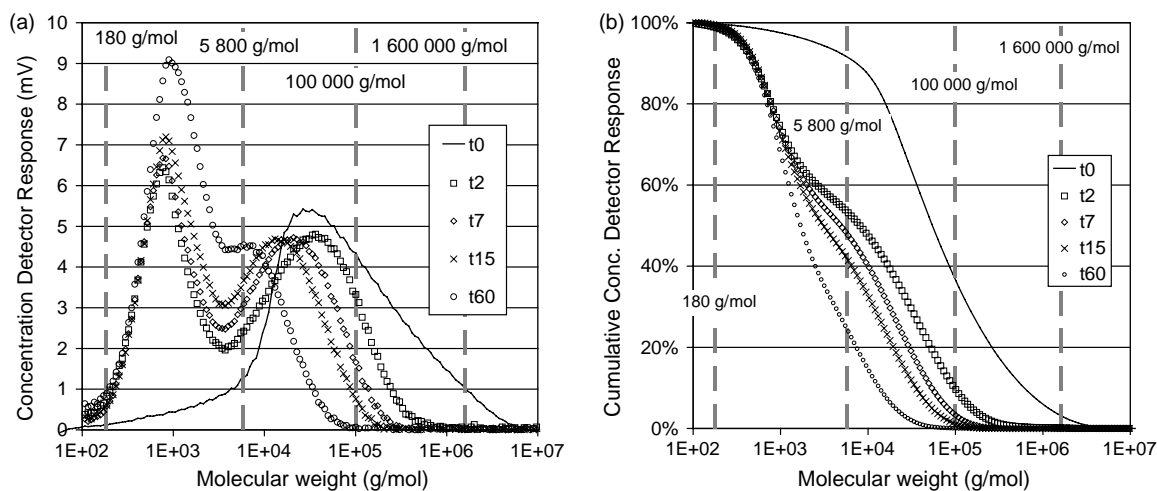 (a)
10
9
8
7
6
5
4
3
2
1
0
Concentration Detector Response (mV)
180 g/mol
5 800 g/mol
1 600 000 g/mol
100 000 g/mol
t0
t2
t7
t15
t60
1E+02 1E+03 1E+04 1E+05 1E+06 1E+07
Molecular weight (g/mol)
(b)
100%
80%
60%
40%
20%
0%
Cumulative Conc. Detector Response
1 600 000 g/mol
100 000 g/mol
5 800 g/mol
180 g/mol
t0
t2
t7
t15
t60
1E+02 1E+03 1E+04 1E+05 1E+06 1E+07
Molecular weight (g/mol)